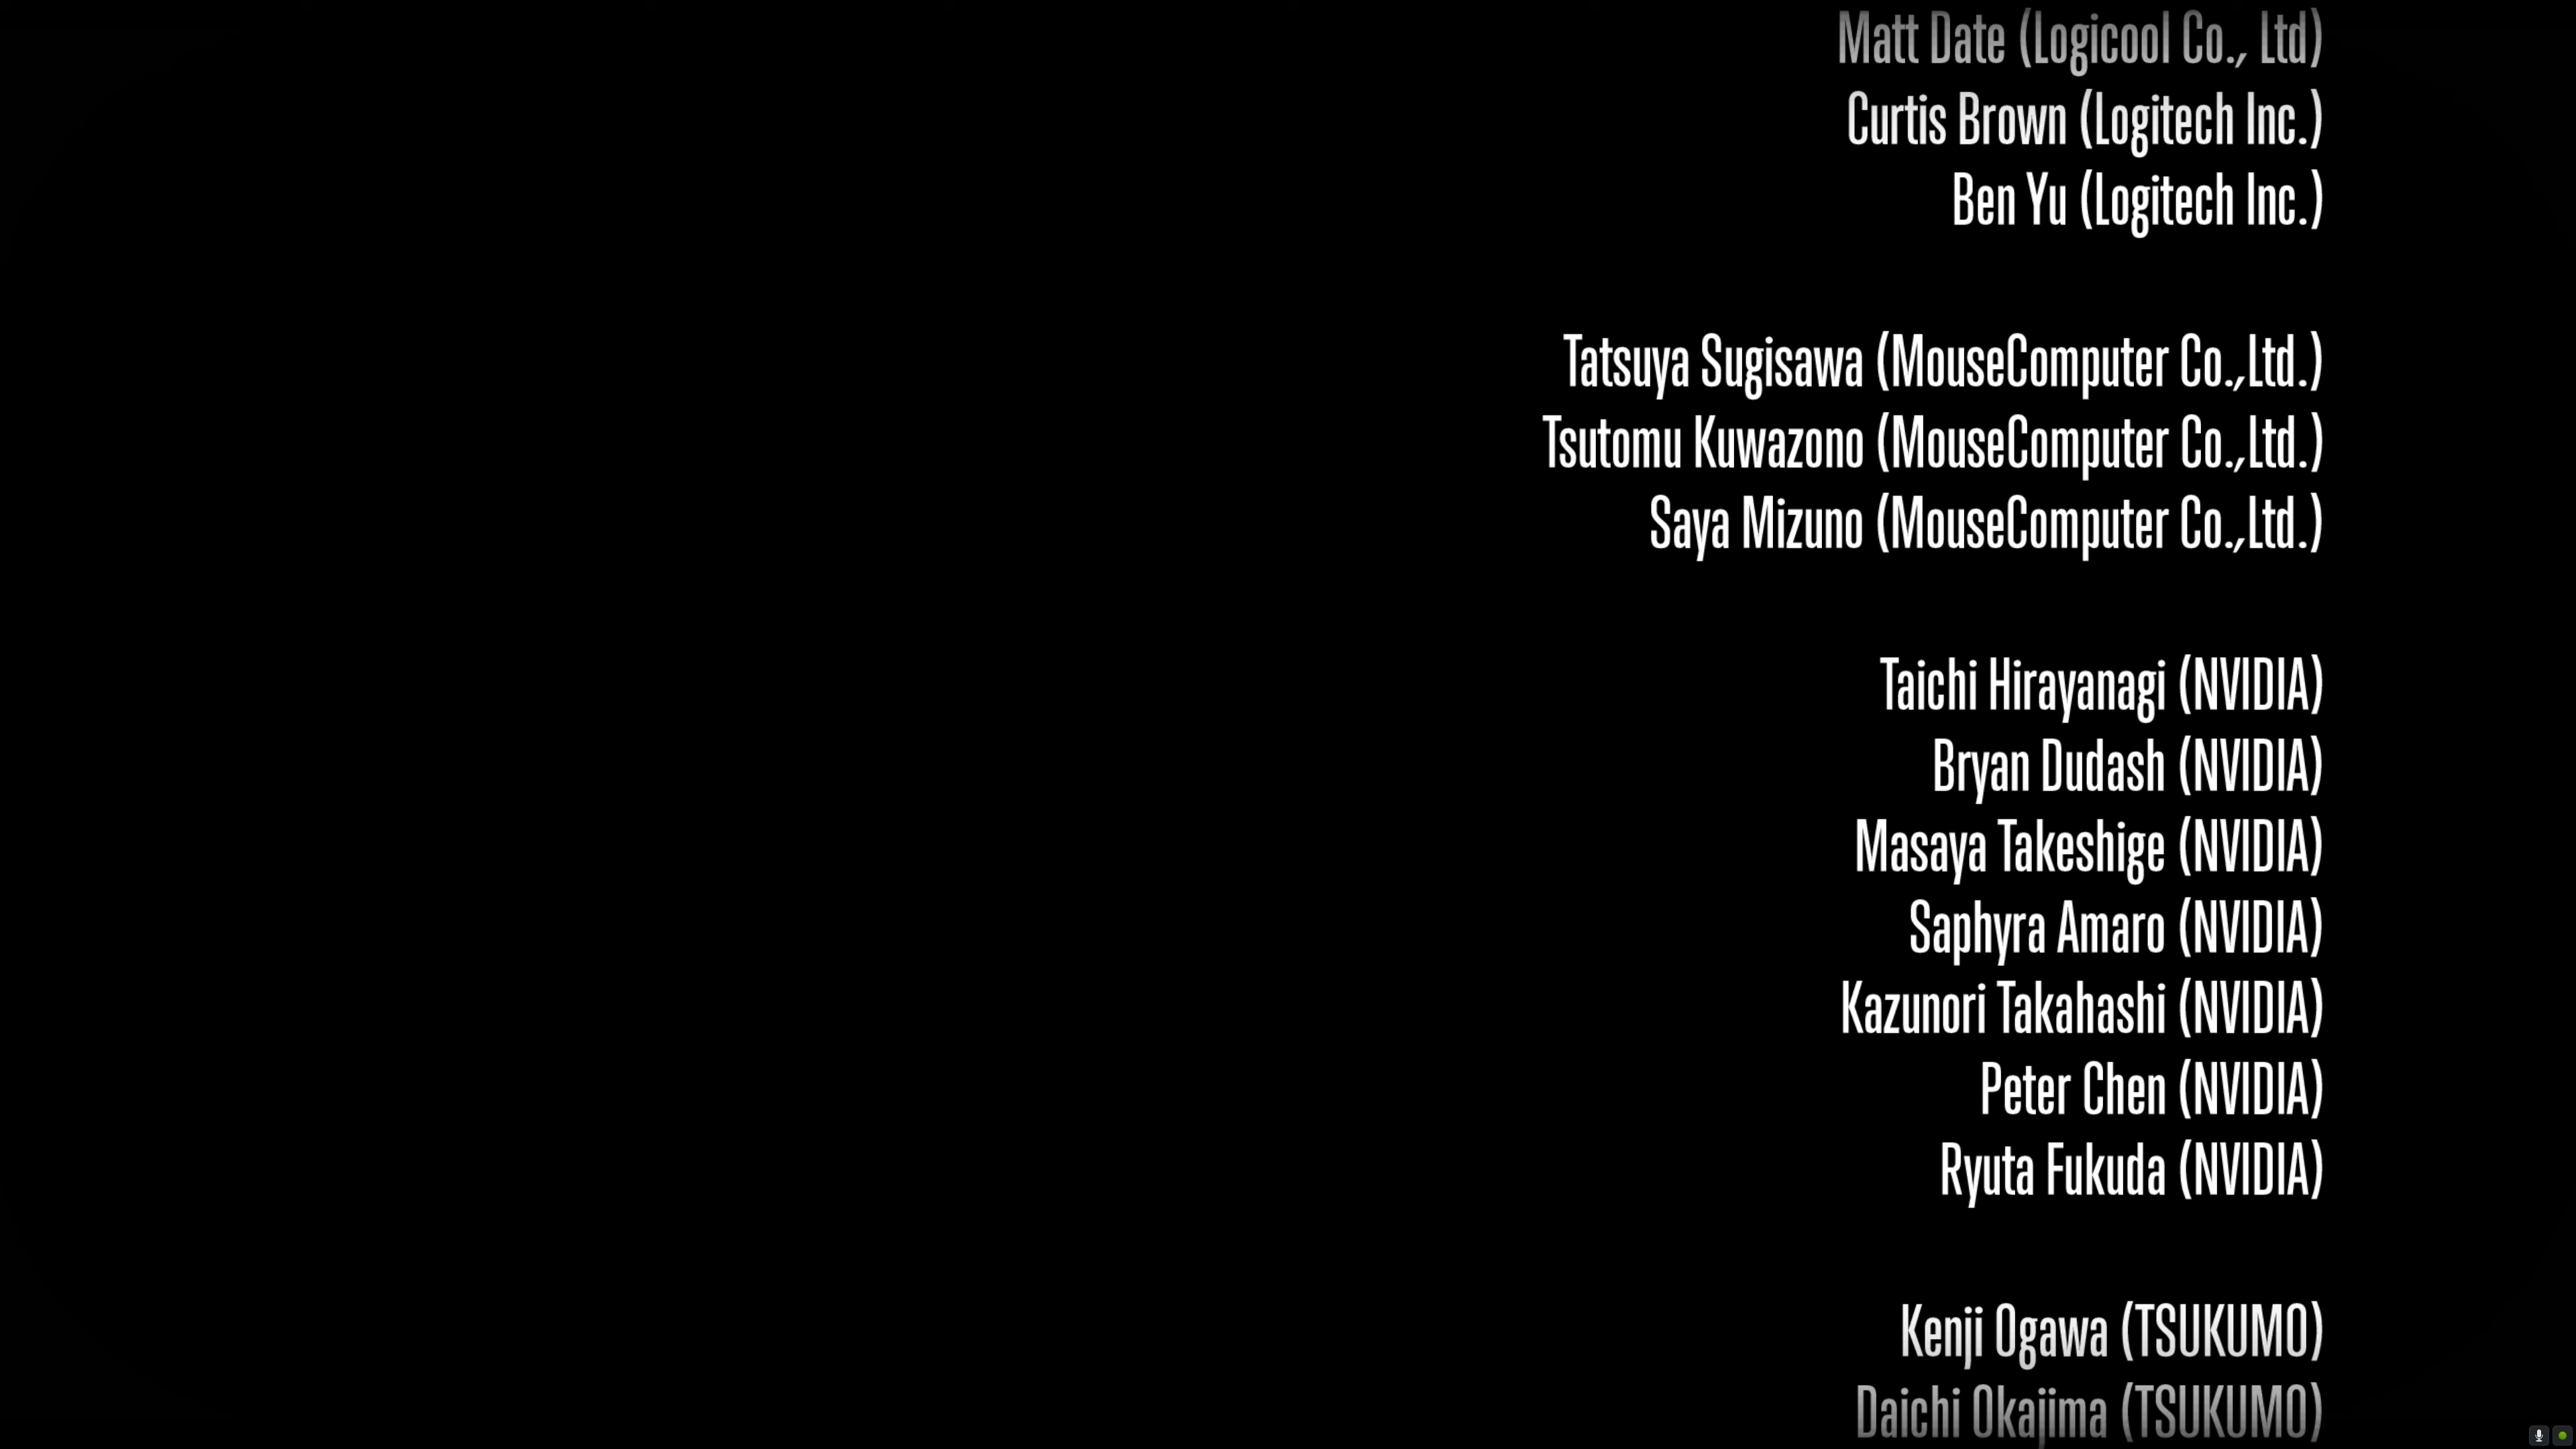 Matt Date (Logicool Co., Ltd)
Curtis Brown (Logitech Inc.)
Ben Yu (Logitech Inc.)
Tatsuya Sugisawa (MouseComputer Co.,Ltd.)
Tsutomu Kuwazono (MouseComputer Co.,Ltd.)
Saya Mizuno (MouseComputer Co.,Ltd.)
Taichi Hirayanagi (NVIDIA)
Bryan Dudash (NVIDIA)
Masaya Takeshige (NVIDIA)
Saphyra Amaro (NVIDIA)
Kazunori Takahashi (NVIDIA)
Peter Chen (NVIDIA)
Ryuta Fukuda (NVIDIA)
Kenji Ogawa (TSUKUMO)
Daichi Okajima (TSUKUMO)